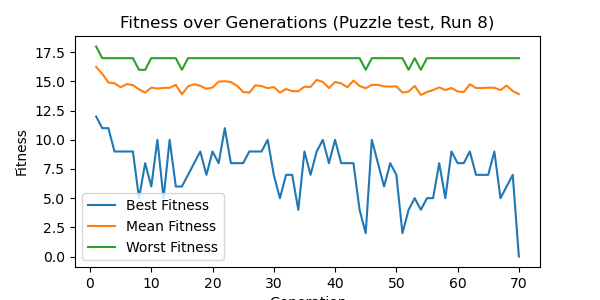 Fitness over Generations (Puzzle test, Run 8)
Fitness
17.5
15.0
12.5
10.0
7.5
5.0
2.5
0.0
Best Fitness
Mean Fitness
Worst Fitness
0 10 20 30 40 50 60 70
Generation